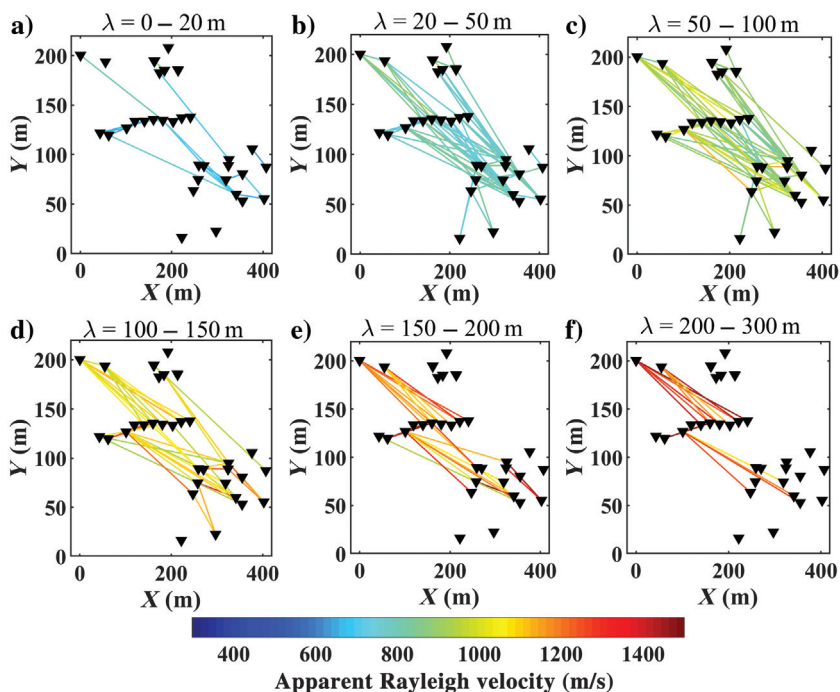 a) λ = 0 – 20 m
b) λ = 20 – 50 m
c) λ = 50 – 100 m
200
150
100
50
0
Y (m)
0 200 400
X (m)
200
150
100
50
0
Y (m)
0 200 400
X (m)
200
150
100
50
0
Y (m)
0 200 400
X (m)
d) λ = 100 – 150 m
e) λ = 150 – 200 m
f) λ = 200 – 300 m
200
150
100
50
0
Y (m)
0 200 400
X (m)
200
150
100
50
0
Y (m)
0 200 400
X (m)
200
150
100
50
0
Y (m)
0 200 400
X (m)
400 600 800 1000 1200 1400
Apparent Rayleigh velocity (m/s)